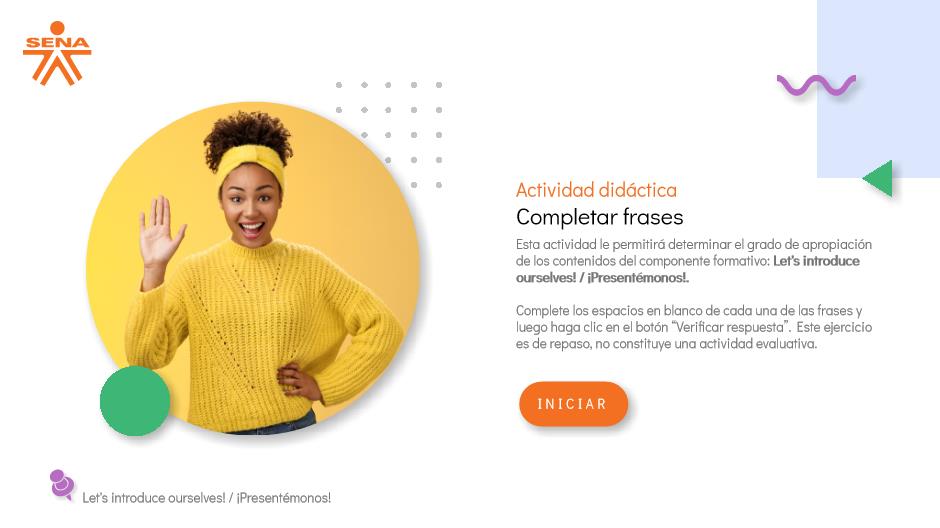 SENA
Actividad didáctica
Completar frases
Esta actividad le permitirá determinar el grado de apropiación
de los contenidos del componente formativo: Let's introduce
ourselves! / ¡Presentémonos!.
Complete los espacios en blanco de cada una de las frases y
luego haga clic en el botón "Verificar respuesta". Este ejercicio
es de repaso, no constituye una actividad evaluativa.
INICIAR
Let's introduce ourselves! / ¡Presentémonos!